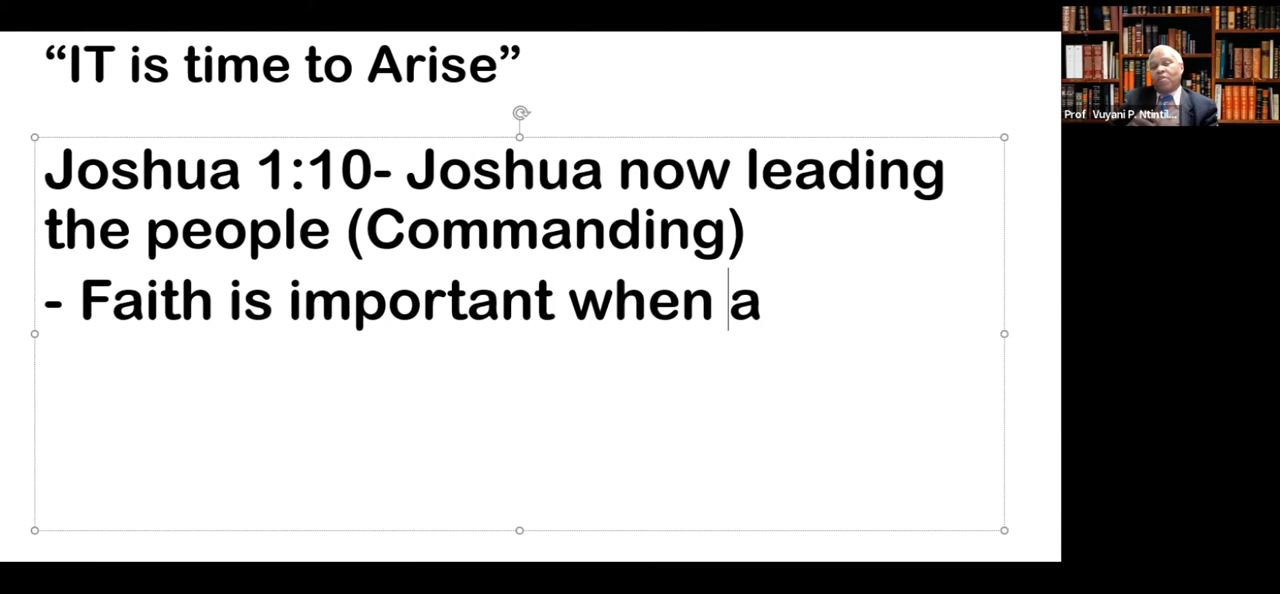 “IT is time to Arise”
Joshua 1:10- Joshua now leading
the people (Commanding)
- Faith is important when a
Prof Vuyani P. Ntintil...